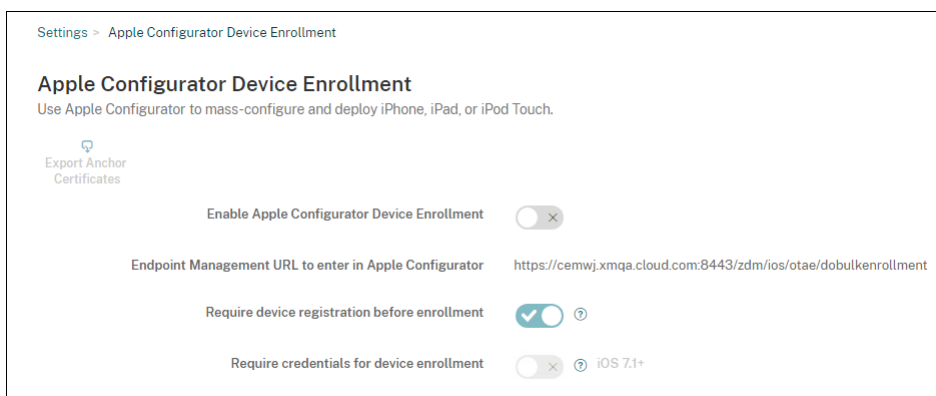 Settings > Apple Configurator Device Enrollment
Apple Configurator Device Enrollment
Use Apple Configurator to mass-configure and deploy iPhone, iPad, or iPod Touch.
Export Anchor
Certificates
Enable Apple Configurator Device Enrollment
Endpoint Management URL to enter in Apple Configurator https://cemwj.xmqa.cloud.com:8443/zdm/ios/otae/dobulkenrollment
Require device registration before enrollment ?
Require credentials for device enrollment ? iOS 7.1+